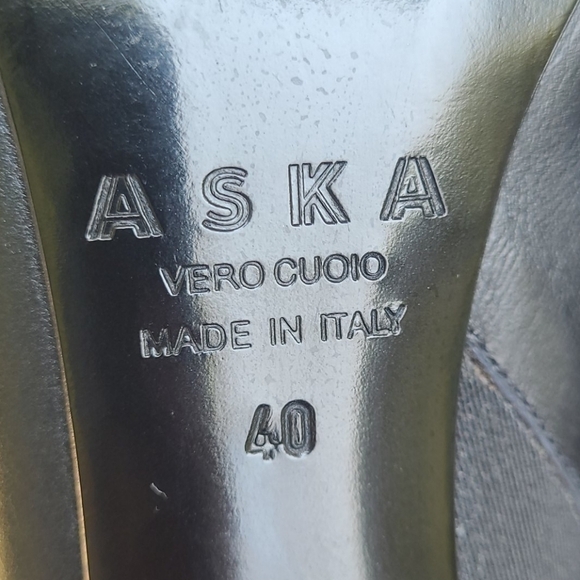 ASKA
VERO CUOIO
MADE IN ITALY
40